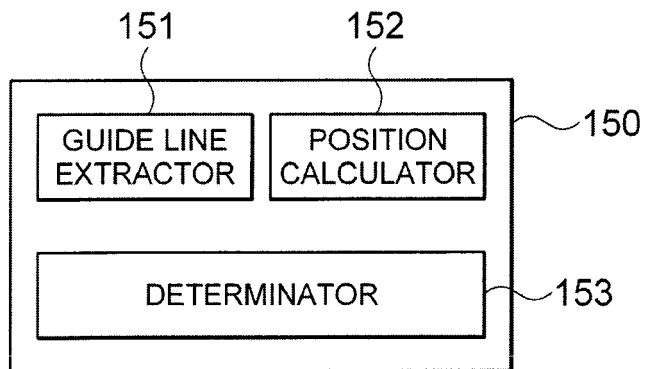 151
152
GUIDE LINE
EXTRACTOR
POSITION
CALCULATOR
150
DETERMINATOR
153